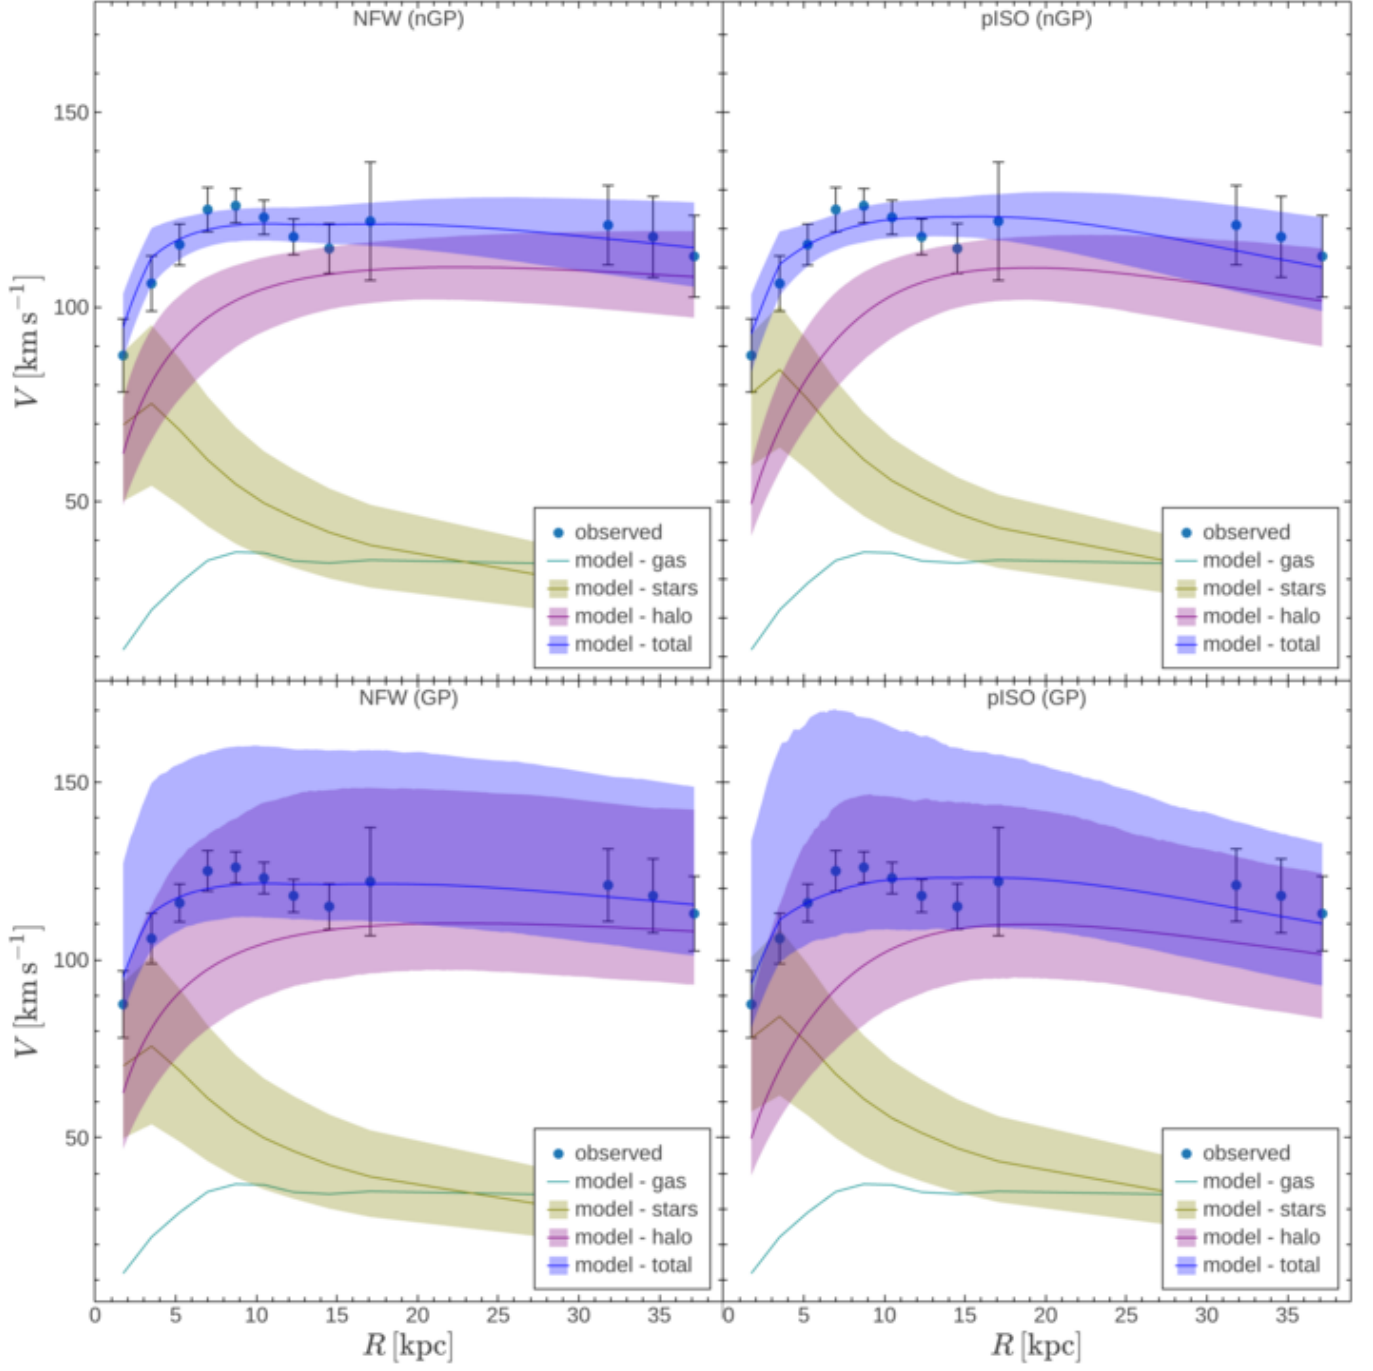 NFW (nGP)
pISO (nGP)
150
100
50
V [km s⁻¹]
observed
model - gas
model - stars
model - halo
model - total
observed
model - gas
model - stars
model - halo
model - total
NFW (GP)
pISO (GP)
150
100
50
V [km s⁻¹]
observed
model - gas
model - stars
model - halo
model - total
observed
model - gas
model - stars
model - halo
model - total
0 5 10 15 20 25 30 35 0 5 10 15 20 25 30 35
R [kpc]
R [kpc]